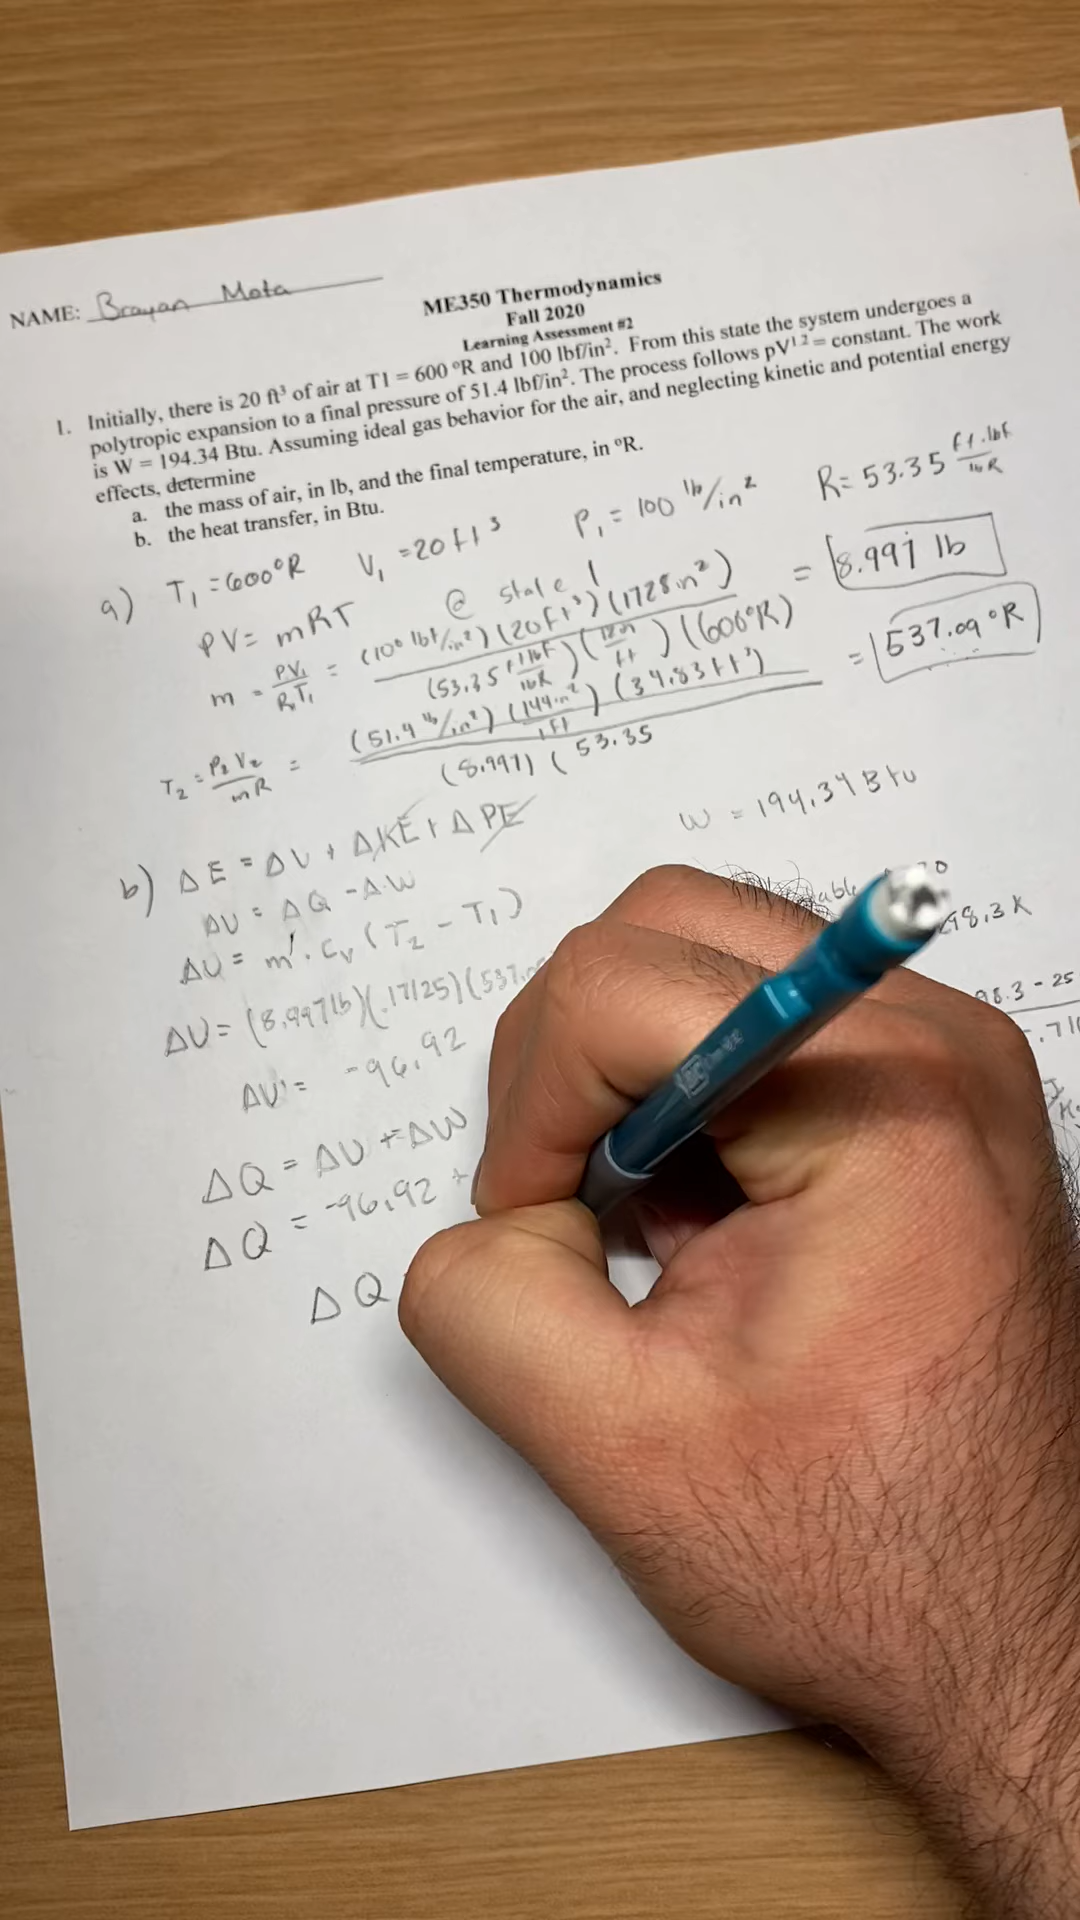 NAME: Brayan Mota
ME350 Thermodynamics
Fall 2020
Learning Assessment #2
1. Initially, there is 20 ft³ of air at T1 = 600 °R and 100 lbf/in². From this state the system undergoes a
polytropic expansion to a final pressure of 51.4 lbf/in². The process follows pV^1.2 = constant. The work
is W = 194.34 Btu. Assuming ideal gas behavior for the air, and neglecting kinetic and potential energy
effects, determine
a. the mass of air, in lb, and the final temperature, in °R.
b. the heat transfer, in Btu.
a) T₁ = 600°R V₁ = 20 ft³ P₁ = 100 lb/in² R = 53.35 ft.lbf/lb R
PV = mRT @ state 1
m = PV₁/RT₁ = (100 lbf/in²)(20ft³)(1728in²)/(53.35 ft lbf/lbR)(12in/ft)(600°R) = 8.997 lb
T₂ = P₂V₂/mR = (51.4 lb/in²)(144in²/1ft)(34.83ft³)/(8.997)(53.35 = 537.09°R
b) ΔE = ΔU + ΔKE + ΔPE W = 194.34 Btu
ΔU = ΔQ - ΔW
ΔU = m · Cv (T₂ - T₁) 98.3K
ΔU = (8.997lb)(.17125)(537.0 98.3 - 25
ΔU = -96.92
ΔQ = ΔU + ΔW
ΔQ = -96.92 +
ΔQ